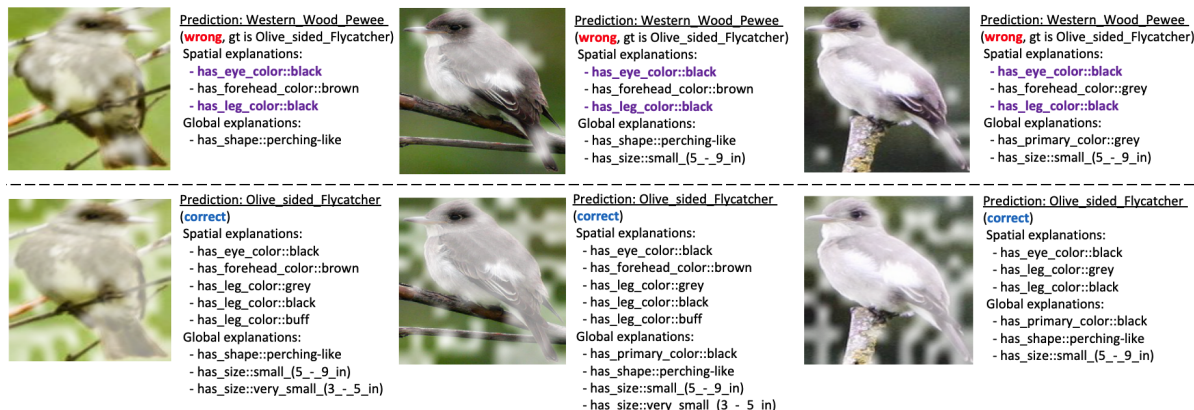 Prediction: Western_Wood_Pewee
(wrong, gt is Olive_sided_Flycatcher)
Spatial explanations:
- has_eye_color::black
- has_forehead_color::brown
- has_leg_color::black
Global explanations:
- has_shape::perching-like
Prediction: Western_Wood_Pewee
(wrong, gt is Olive_sided_Flycatcher)
Spatial explanations:
- has_eye_color::black
- has_forehead_color::brown
- has_leg_color::black
Global explanations:
- has_shape::perching-like
- has_size::small_(5_-_9_in)
Prediction: Western_Wood_Pewee
(wrong, gt is Olive_sided_Flycatcher)
Spatial explanations:
- has_eye_color::black
- has_forehead_color::grey
- has_leg_color::black
Global explanations:
- has_primary_color::grey
- has_size::small_(5_-_9_in)
Prediction: Olive_sided_Flycatcher
(correct)
Spatial explanations:
- has_eye_color::black
- has_forehead_color::brown
- has_leg_color::grey
- has_leg_color::black
- has_leg_color::buff
Global explanations:
- has_shape::perching-like
- has_size::small_(5_-_9_in)
- has_size::very_small_(3_-_5_in)
Prediction: Olive_sided_Flycatcher
(correct)
Spatial explanations:
- has_eye_color::black
- has_forehead_color::brown
- has_leg_color::grey
- has_leg_color::black
- has_leg_color::buff
Global explanations:
- has_primary_color::black
- has_shape::perching-like
- has_size::small_(5_-_9_in)
- has_size::very_small_(3_-_5_in)
Prediction: Olive_sided_Flycatcher
(correct)
Spatial explanations:
- has_eye_color::black
- has_leg_color::grey
- has_leg_color::black
Global explanations:
- has_primary_color::black
- has_shape::perching-like
- has_size::small_(5_-_9_in)